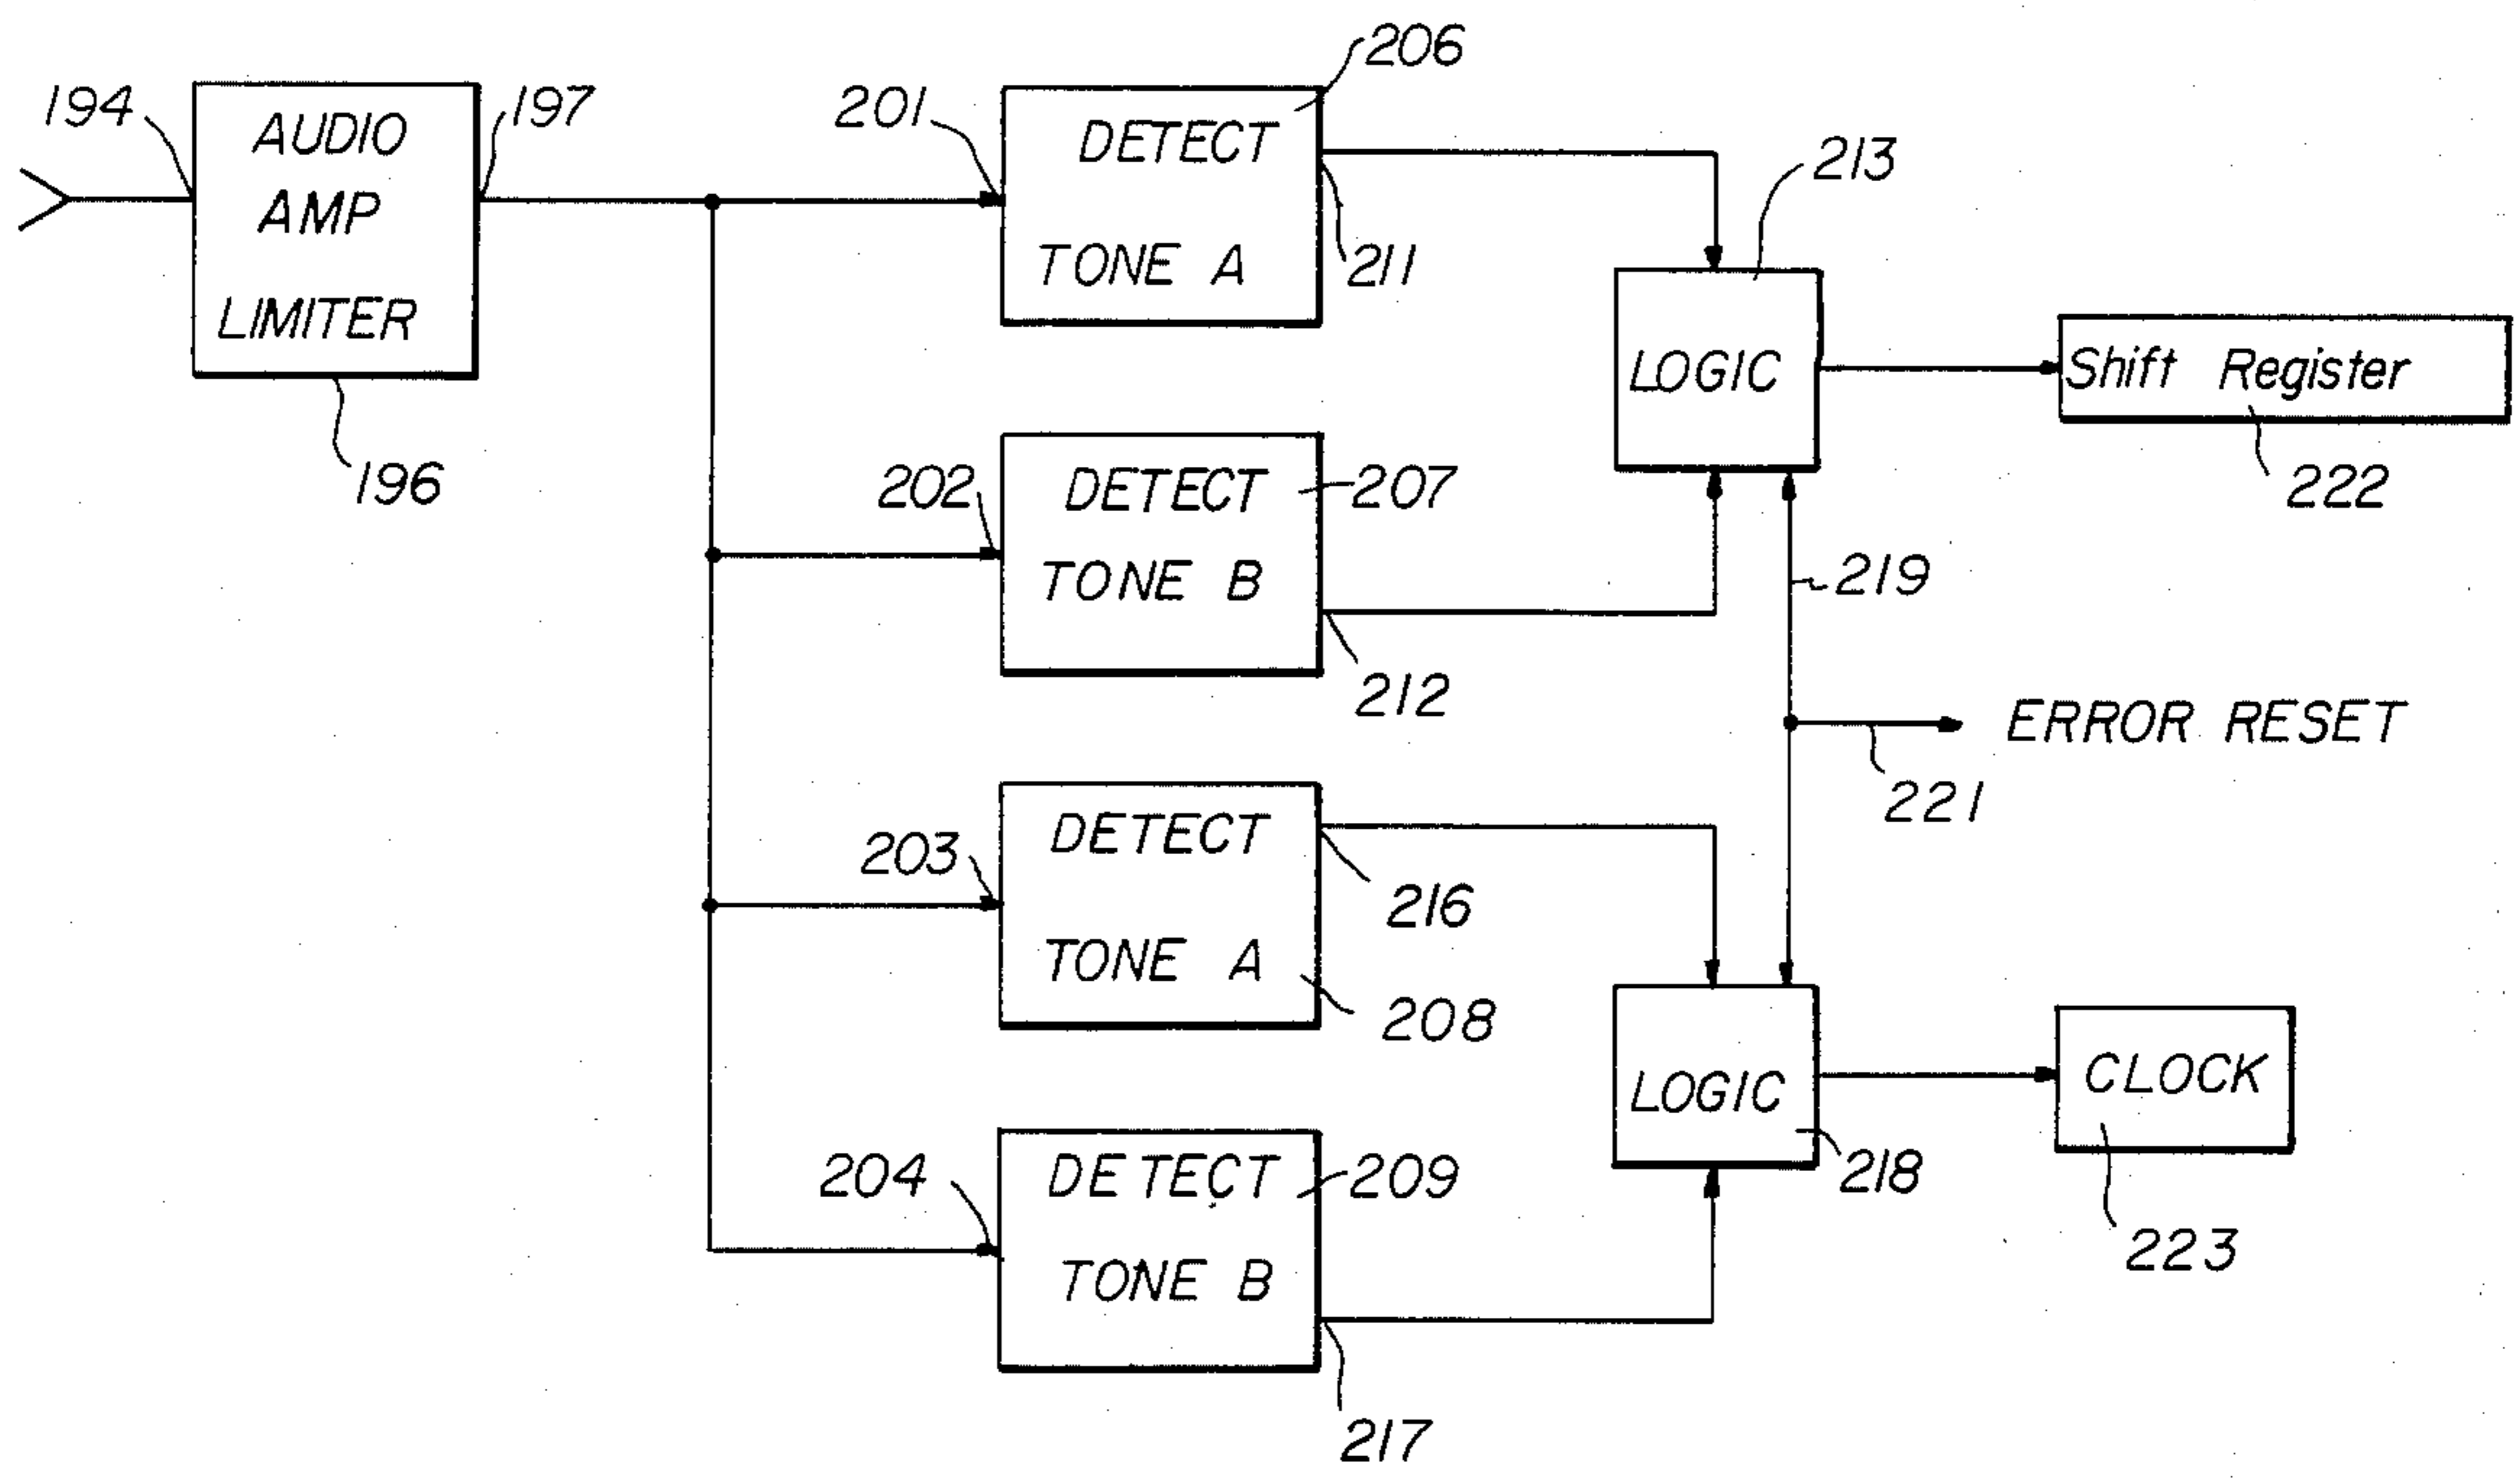 206
194
AUDIO
AMP
LIMITER
197
201
DETECT
TONE A
211
213
196
LOGIC
Shift Register
222
202
DETECT
TONE B
207
212
219
ERROR RESET
221
203
DETECT
TONE A
216
208
LOGIC
218
CLOCK
223
204
DETECT
TONE B
209
217